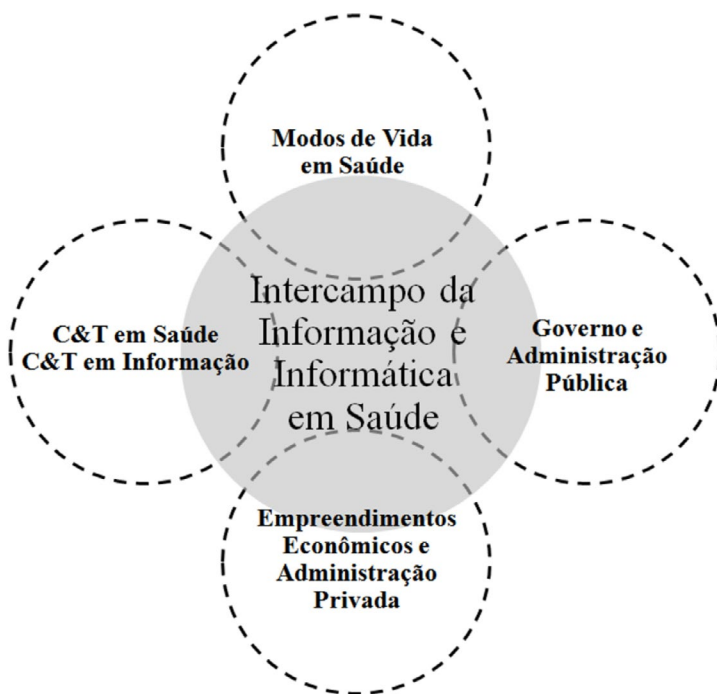 Modos de Vida
em Saúde
C&T em Saúde
C&T em Informação
Intercampo da
Informação e
Informática
em Saúde
Governo e
Administração
Pública
Empreendimentos
Econômicos e
Administração
Privada